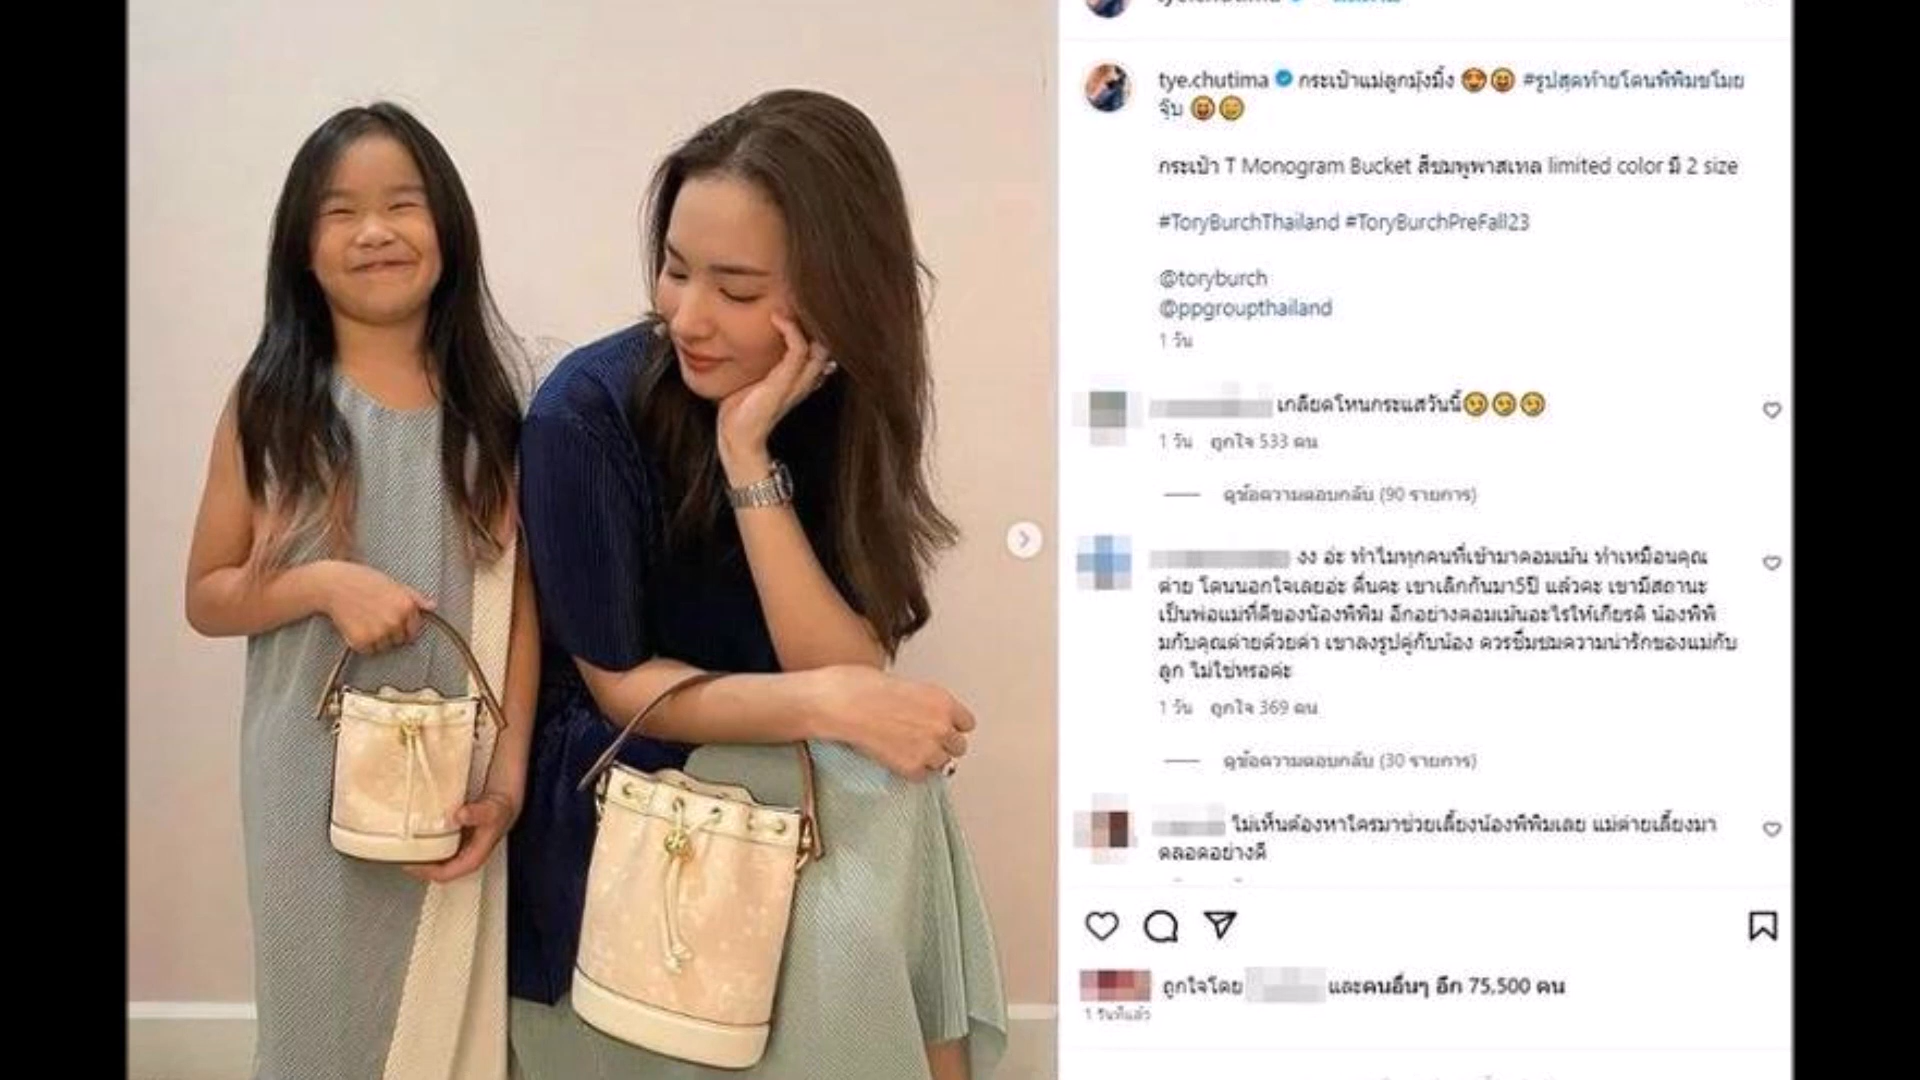 tye.chutima กระเป๋าแม่ลูกมุ้งมิ้ง #รูปสุดท้ายโดนพิพิมขโมย
จุ๊บ
กระเป๋า T Monogram Bucket สีชมพูพาสเทล limited color มี 2 size
#ToryBurchThailand #ToryBurchPreFall23
@toryburch
@ppgroupthailand
1 วัน
เกลียดโหนกระแสวันนี้
1 วัน ถูกใจ 533 คน
ดูข้อความตอบกลับ (90 รายการ)
งง อ่ะ ทำไมทุกคนที่เข้ามาคอมเม้น ทำเหมือนคุณ
ต่าย โดนนอกใจเลยอ่ะ ตื่นคะ เขาเลิกกันมา5ปี แล้วคะ เขามีสถานะ
เป็นพ่อแม่ที่ดีของน้องพิพิม อีกอย่างคอมเม้นอะไรให้เกียรติ น้องพิพิ
มกับคุณต่ายด้วยค่า เขาลงรูปคู่กับน้อง ควรชื่นชมความน่ารักของแม่กับ
ลูก ไม่ใช่หรอค่ะ
1 วัน ถูกใจ 369 คน
ดูข้อความตอบกลับ (30 รายการ)
ไม่เห็นต้องหาใครมาช่วยเลี้ยงน้องพิพิมเลย แม่ต่ายเลี้ยงมา
ตลอดอย่างดี
ถูกใจโดย และคนอื่นๆ อีก 75,500 คน
1 วันที่แล้ว